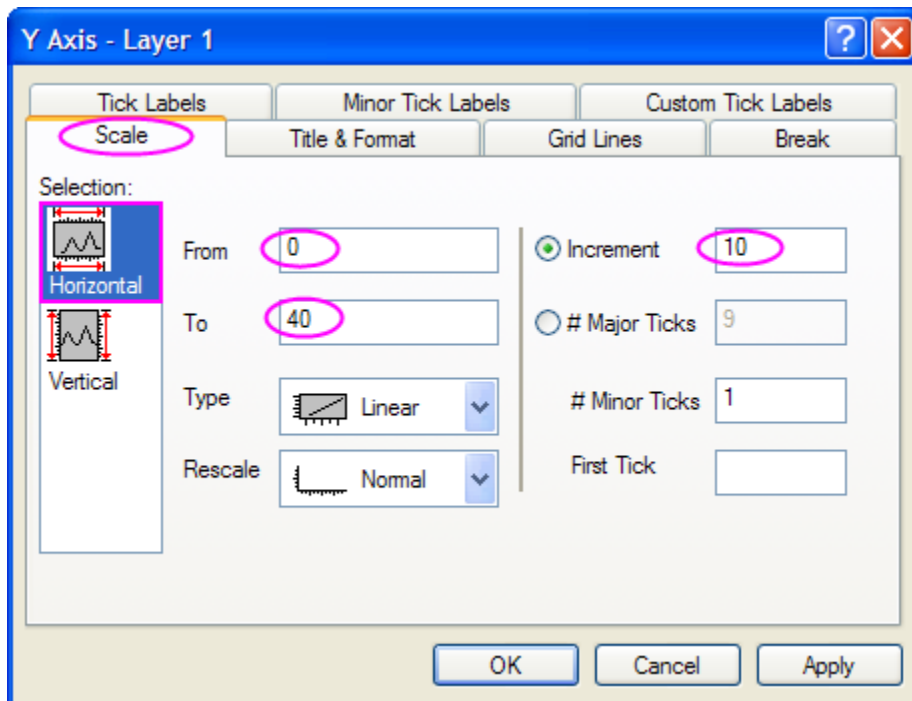 Y Axis - Layer 1
?
Tick Labels
Minor Tick Labels
Custom Tick Labels
Scale
Title & Format
Grid Lines
Break
Selection:
Horizontal
Vertical
From 0
To 40
Type Linear
Rescale Normal
Increment 10
# Major Ticks 9
# Minor Ticks 1
First Tick
OK
Cancel
Apply